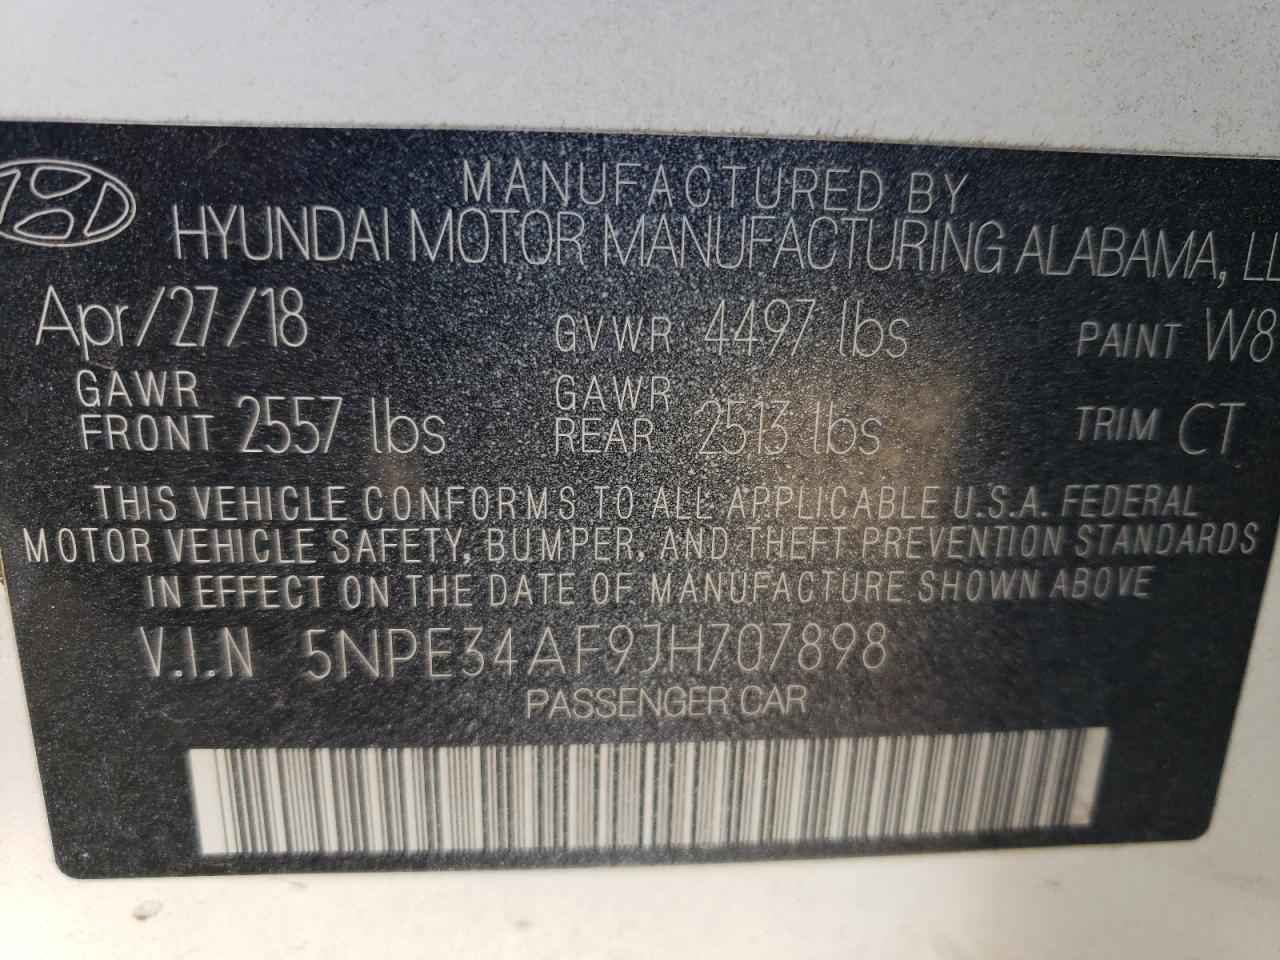 MANUFACTURED BY
HYUNDAI MOTOR MANUFACTURING ALABAMA, LL
Apr/27/18 GVWR 4497 lbs PAINT W8
GAWR FRONT 2557 lbs GAWR REAR 2513 lbs TRIM CT
THIS VEHICLE CONFORMS TO ALL APPLICABLE U.S.A. FEDERAL
MOTOR VEHICLE SAFETY, BUMPER, AND THEFT PREVENTION STANDARDS
IN EFFECT ON THE DATE OF MANUFACTURE SHOWN ABOVE
V.I.N 5NPE34AF9JH707898
PASSENGER CAR